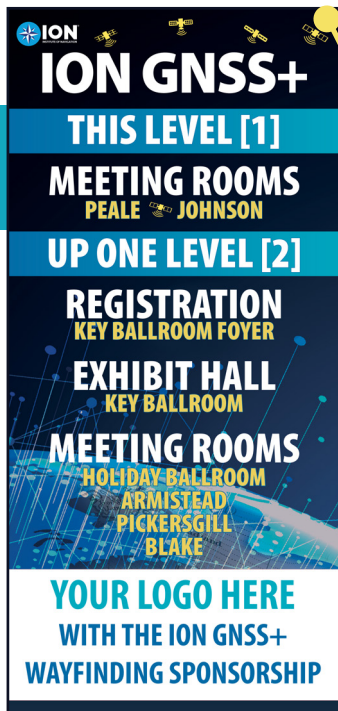 ION
INSTITUTE OF NAVIGATION
ION GNSS+
THIS LEVEL [1]
MEETING ROOMS
PEALE JOHNSON
UP ONE LEVEL [2]
REGISTRATION
KEY BALLROOM FOYER
EXHIBIT HALL
KEY BALLROOM
MEETING ROOMS
HOLIDAY BALLROOM
ARMISTEAD
PICKERSGILL
BLAKE
YOUR LOGO HERE
WITH THE ION GNSS+
WAYFINDING SPONSORSHIP